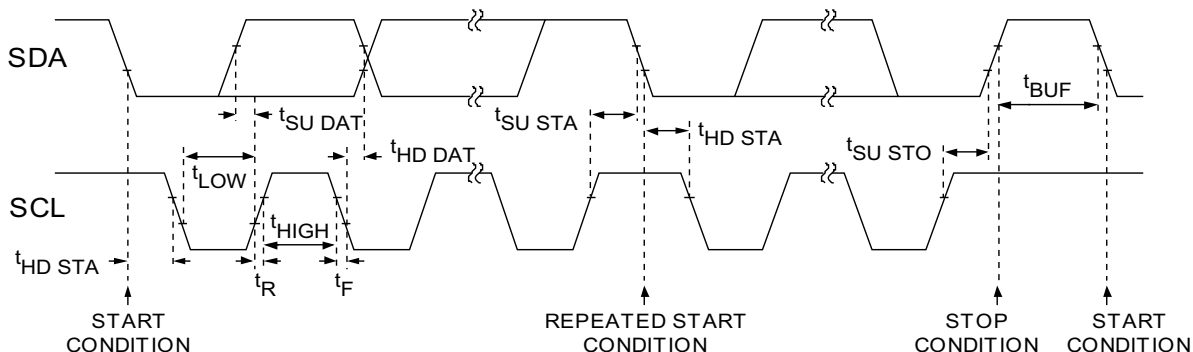 SDA
tSU DAT
tSU STA
tBUF
tHD DAT
tHD STA
tSU STO
tLOW
SCL
tHIGH
tHD STA
tR
tF
START
CONDITION
REPEATED START
CONDITION
STOP
CONDITION
START
CONDITION